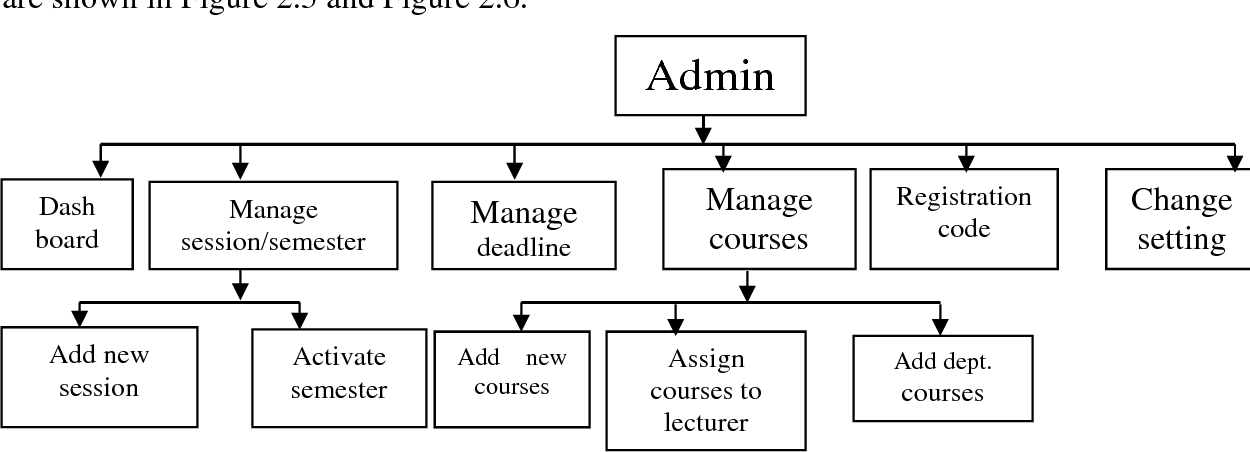 are shown in Figure 2.5 and Figure 2.6.
Admin
Dash
board
Manage
session/semester
Manage
deadline
Manage
courses
Registration
code
Change
setting
Add new
session
Activate
semester
Add new
courses
Assign
courses to
lecturer
Add dept.
courses